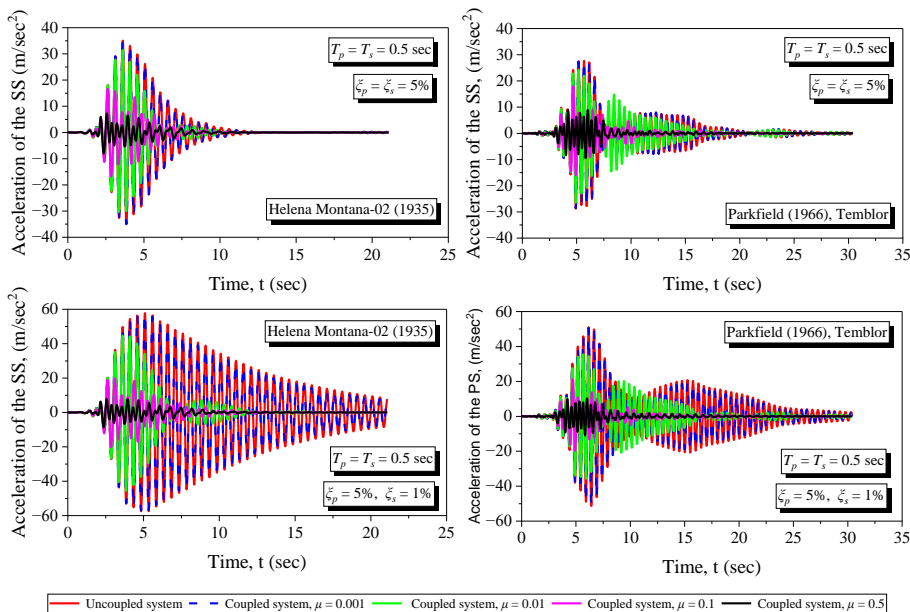 Acceleration of the SS (m/sec²)
40
30
20
10
0
−10
−20
−30
−40
0 5 10 15 20 25
Time, t (sec)
T_p = T_s = 0.5 sec
ξ_p = ξ_s = 5%
Helena Montana-02 (1935)
Acceleration of the SS, (m/sec²)
40
30
20
10
0
−10
−20
−30
−40
0 5 10 15 20 25 30 35
Time, t (sec)
T_p = T_s = 0.5 sec
ξ_p = ξ_s = 5%
Parkfield (1966), Temblor
Acceleration of the SS, (m/sec²)
60
40
20
0
−20
−40
−60
0 5 10 15 20 25
Time, t (sec)
Helena Montana-02 (1935)
T_p = T_s = 0.5 sec
ξ_p = 5%, ξ_s = 1%
Acceleration of the PS, (m/sec²)
60
40
20
0
−20
−40
−60
0 5 10 15 20 25 30 35
Time, t (sec)
Parkfield (1966), Temblor
T_p = T_s = 0.5 sec
ξ_p = 5%, ξ_s = 1%
Uncoupled system Coupled system, μ = 0.001 Coupled system, μ = 0.01 Coupled system, μ = 0.1 Coupled system, μ = 0.5